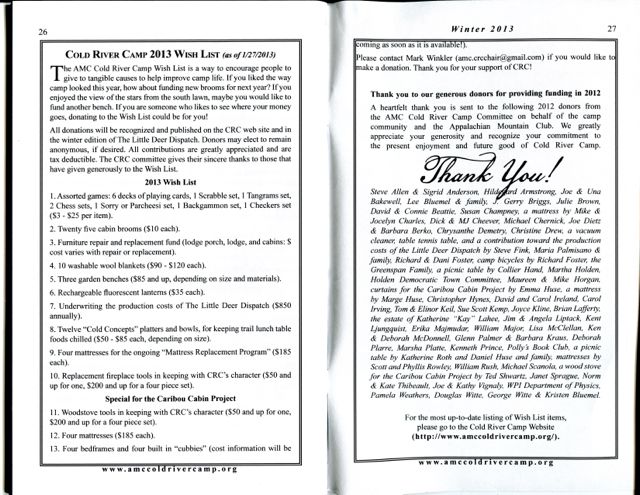 26
COLD RIVER CAMP 2013 WISH LIST (as of 1/27/2013)
The AMC Cold River Camp Wish List is a way to encourage people to
give to tangible causes to help improve camp life. If you liked the way
camp looked this year, how about funding new brooms for next year? If you
enjoyed the view of the stars from the south lawn, maybe you would like to
fund another bench. If you are someone who likes to see where your money
goes, donating to the Wish List could be for you!
All donations will be recognized and published on the CRC web site and in
the winter edition of The Little Deer Dispatch. Donors may elect to remain
anonymous, if desired. All contributions are greatly appreciated and are
tax deductible. The CRC committee gives their sincere thanks to those that
have given generously to the Wish List.
2013 Wish List
1. Assorted games: 6 decks of playing cards, 1 Scrabble set, 1 Tangrams set,
2 Chess sets, 1 Sorry or Parcheesi set, 1 Backgammon set, 1 Checkers set
($3 - $25 per item).
2. Twenty five cabin brooms ($10 each).
3. Furniture repair and replacement fund (lodge porch, lodge, and cabins: $
cost varies with repair or replacement).
4. 10 washable wool blankets ($90 - $120 each).
5. Three garden benches ($85 and up, depending on size and materials).
6. Rechargeable fluorescent lanterns ($35 each).
7. Underwriting the production costs of The Little Deer Dispatch ($850
annually).
8. Twelve "Cold Concepts" platters and bowls, for keeping trail lunch table
foods chilled ($50 - $85 each, depending on size).
9. Four mattresses for the ongoing "Mattress Replacement Program" ($185
each).
10. Replacement fireplace tools in keeping with CRC's character ($50 and
up for one, $200 and up for a four piece set).
Special for the Caribou Cabin Project
11. Woodstove tools in keeping with CRC's character ($50 and up for one,
$200 and up for a four piece set).
12. Four mattresses ($185 each).
13. Four bedframes and four built in "cubbies" (cost information will be
www.amccoldrivercamp.org
Winter 2013
27
coming as soon as it is available!).
Please contact Mark Winkler (amc.crcchair@gmail.com) if you would like to
make a donation. Thank you for your support of CRC!
Thank you to our generous donors for providing funding in 2012
A heartfelt thank you is sent to the following 2012 donors from
the AMC Cold River Camp Committee on behalf of the camp
community and the Appalachian Mountain Club. We greatly
appreciate your generosity and recognize your commitment to
the present enjoyment and future good of Cold River Camp.
Thank You!
Steve Allen & Sigrid Anderson, Hildegard Armstrong, Joe & Una
Bakewell, Lee Bluemel & family, J. Gerry Briggs, Julie Brown,
David & Connie Beattie, Susan Champney, a mattress by Mike &
Jocelyn Charles, Dick & MJ Cheever, Michael Chernick, Joe Dietz
& Barbara Berko, Chrysanthe Demetry, Christine Drew, a vacuum
cleaner, table tennis table, and a contribution toward the production
costs of the Little Deer Dispatch by Steve Fink, Maria Palmisano &
family, Richard & Dani Foster, camp bicycles by Richard Foster, the
Greenspan Family, a picnic table by Collier Hand, Martha Holden,
Holden Democratic Town Committee, Maureen & Mike Horgan,
curtains for the Caribou Cabin Project by Emma Huse, a mattress
by Marge Huse, Christopher Hynes, David and Carol Ireland, Carol
Irving, Tom & Elinor Keil, Sue Scott Kemp, Joyce Kline, Brian Lafferty,
the estate of Katherine "Kay" Lahee, Jim & Angela Liptack, Kent
Ljungquist, Erika Majmudar, William Major, Lisa McClellan, Ken
& Deborah McDonnell, Glenn Palmer & Barbara Kraus, Deborah
Plarre, Marsha Platte, Kenneth Prince, Polly's Book Club, a picnic
table by Katherine Roth and Daniel Huse and family, mattresses by
Scott and Phyllis Rowley, William Rush, Michael Scanola, a wood stove
for the Caribou Cabin Project by Ted Shwartz, Janet Sprague, Norm
& Kate Thibeault, Joe & Kathy Vignaly, WPI Department of Physics,
Pamela Weathers, Douglas Witte, George Witte & Kristen Bluemel.
For the most up-to-date listing of Wish List items,
please go to the Cold River Camp Website
(http://www.amccoldrivercamp.org/).
www.amccoldrivercamp.org